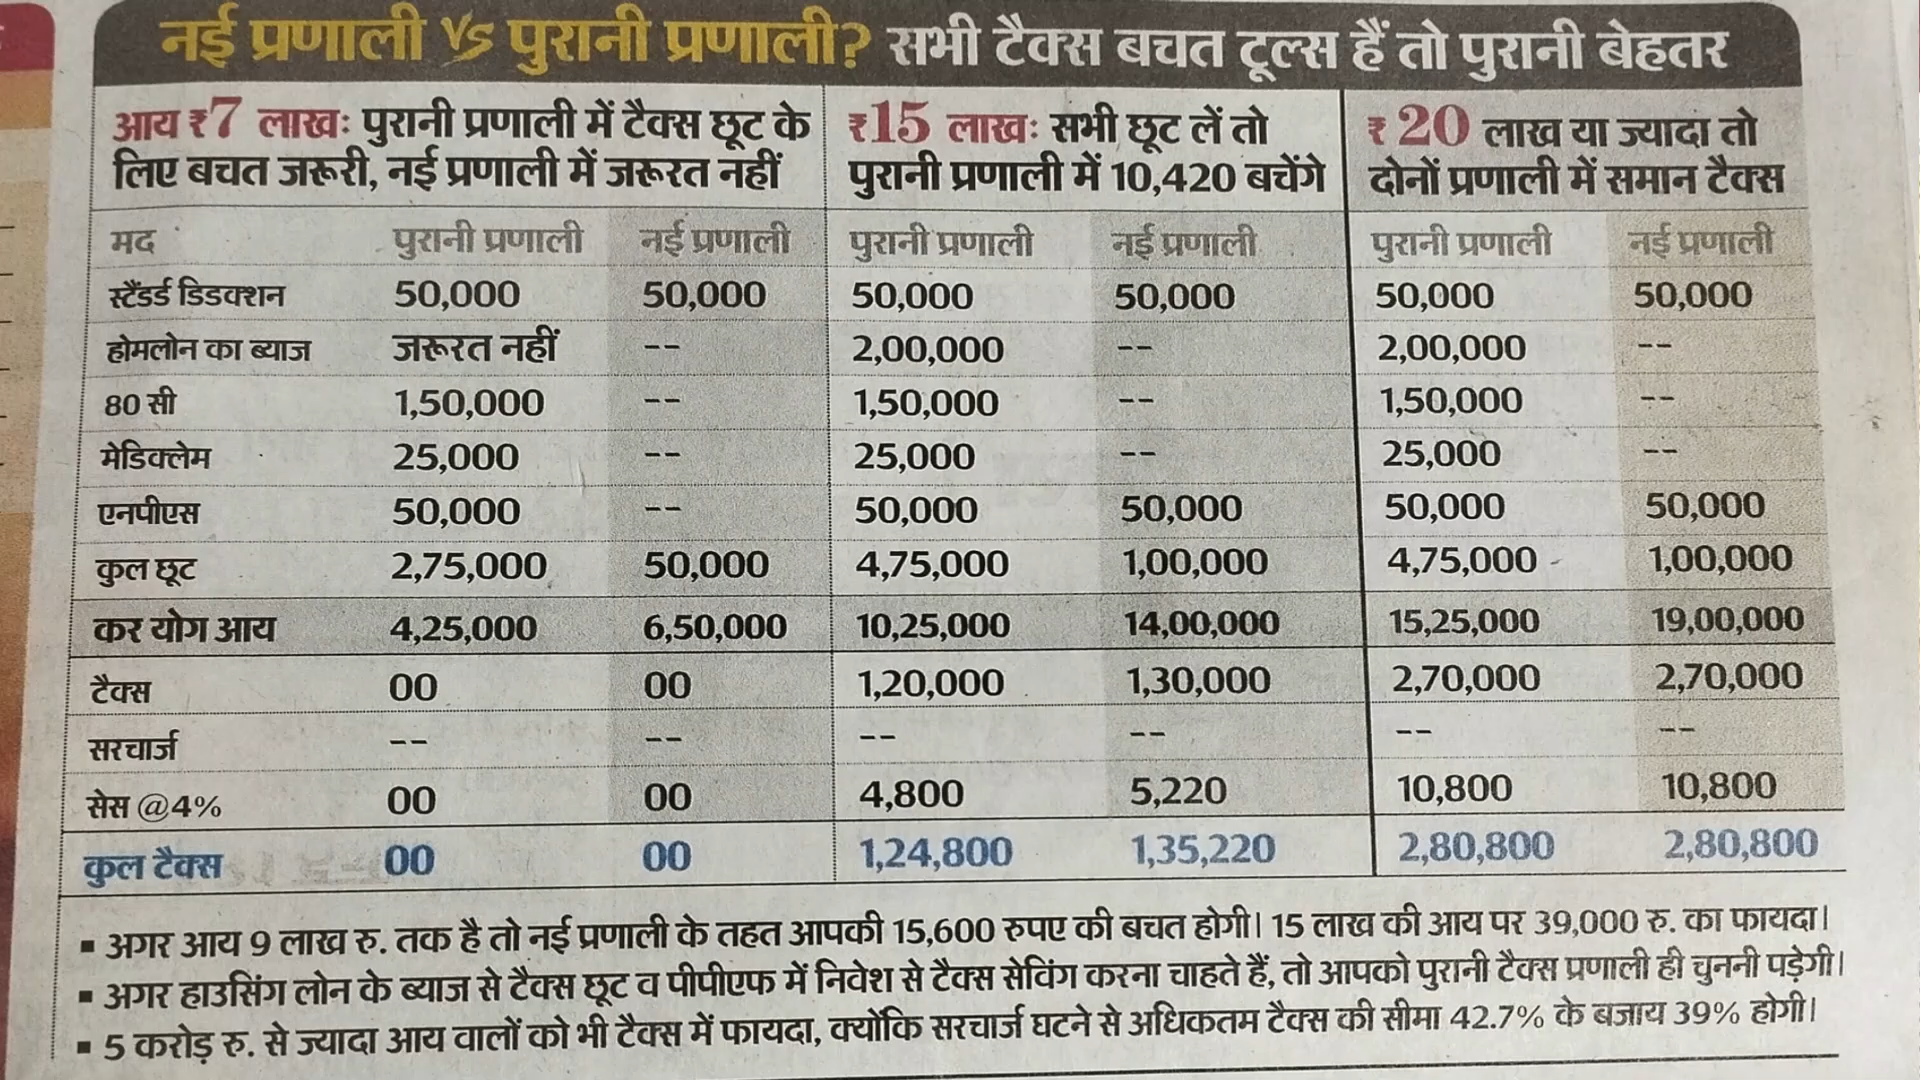 नई प्रणाली Vs पुरानी प्रणाली? सभी टैक्स बचत टूल्स हैं तो पुरानी बेहतर
आय ₹7 लाख: पुरानी प्रणाली में टैक्स छूट के
लिए बचत जरूरी, नई प्रणाली में जरूरत नहीं
₹15 लाख: सभी छूट लें तो
पुरानी प्रणाली में 10,420 बचेंगे
₹ 20 लाख या ज्यादा तो
दोनों प्रणाली में समान टैक्स
मद पुरानी प्रणाली नई प्रणाली पुरानी प्रणाली नई प्रणाली पुरानी प्रणाली नई प्रणाली
स्टैंडर्ड डिडक्शन 50,000 50,000 50,000 50,000 50,000 50,000
होमलोन का ब्याज जरूरत नहीं -- 2,00,000 -- 2,00,000 --
80 सी 1,50,000 -- 1,50,000 -- 1,50,000 --
मेडिक्लेम 25,000 -- 25,000 -- 25,000 --
एनपीएस 50,000 -- 50,000 50,000 50,000 50,000
कुल छूट 2,75,000 50,000 4,75,000 1,00,000 4,75,000 1,00,000
कर योग आय 4,25,000 6,50,000 10,25,000 14,00,000 15,25,000 19,00,000
टैक्स 00 00 1,20,000 1,30,000 2,70,000 2,70,000
सरचार्ज -- -- -- -- -- --
सेस @4% 00 00 4,800 5,220 10,800 10,800
कुल टैक्स 00 00 1,24,800 1,35,220 2,80,800 2,80,800
▪ अगर आय 9 लाख रु. तक है तो नई प्रणाली के तहत आपकी 15,600 रुपए की बचत होगी। 15 लाख की आय पर 39,000 रु. का फायदा।
▪ अगर हाउसिंग लोन के ब्याज से टैक्स छूट व पीपीएफ में निवेश से टैक्स सेविंग करना चाहते हैं, तो आपको पुरानी टैक्स प्रणाली ही चुननी पड़ेगी।
▪ 5 करोड़ रु. से ज्यादा आय वालों को भी टैक्स में फायदा, क्योंकि सरचार्ज घटने से अधिकतम टैक्स की सीमा 42.7% के बजाय 39% होगी।